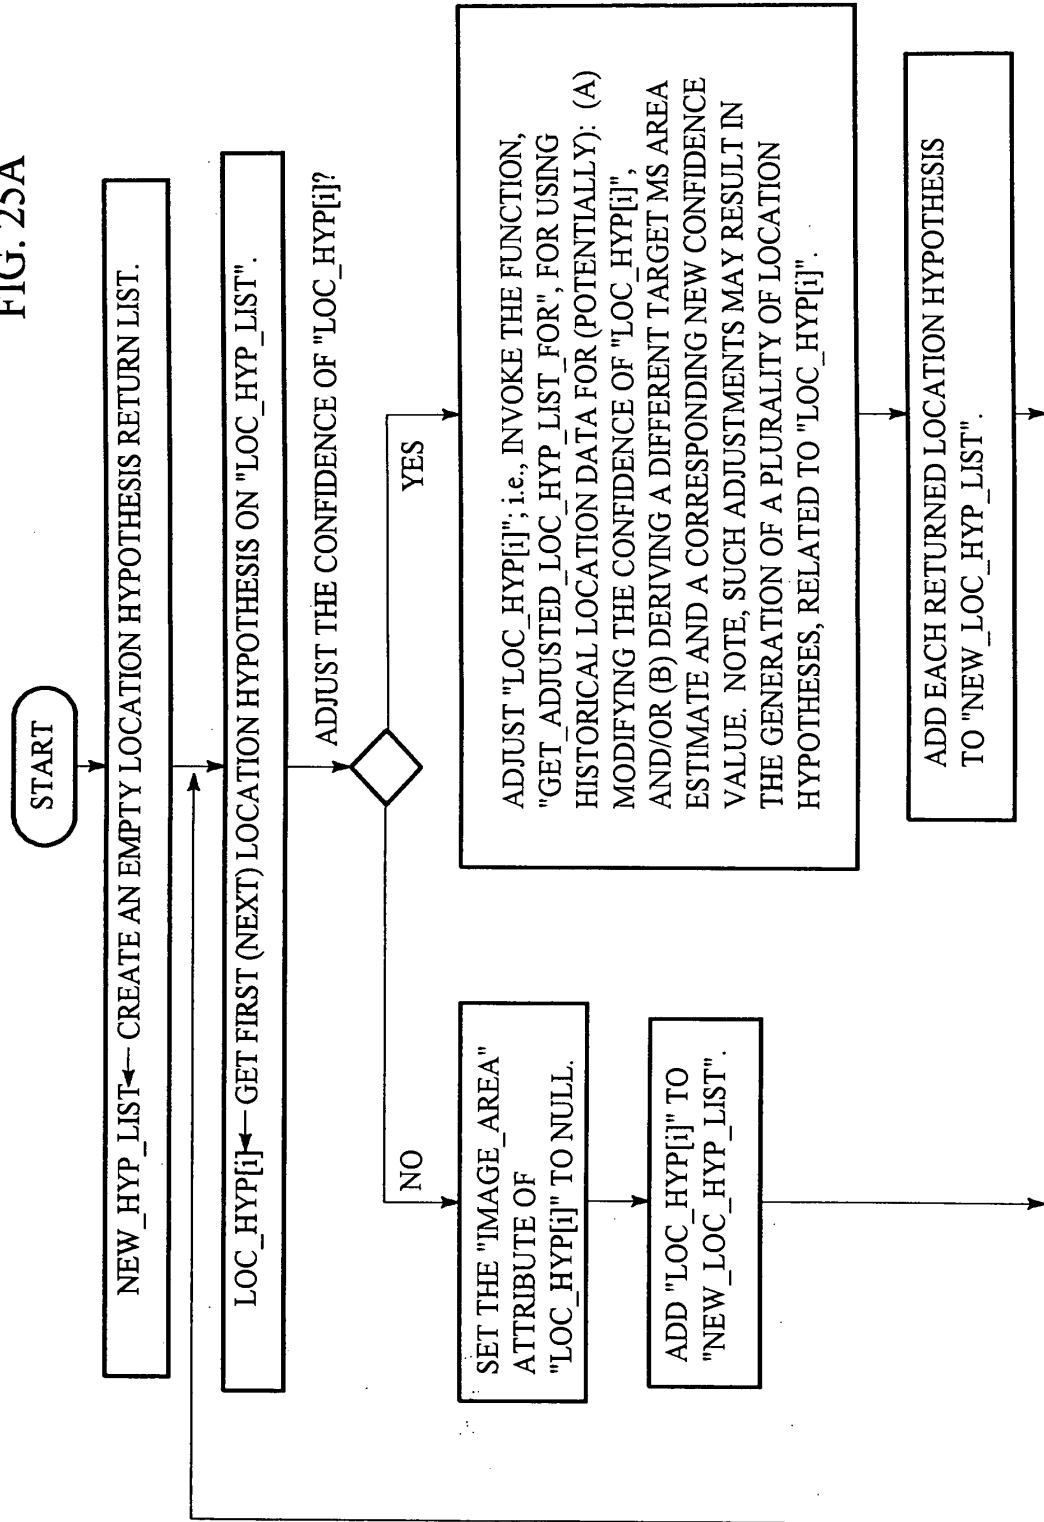 FIG. 25A
START
NEW_HYP_LIST← CREATE AN EMPTY LOCATION HYPOTHESIS RETURN LIST.
LOC_HYP[i]← GET FIRST (NEXT) LOCATION HYPOTHESIS ON "LOC_HYP_LIST".
ADJUST THE CONFIDENCE OF "LOC_HYP[i]?
NO
YES
SET THE "IMAGE_AREA"
ATTRIBUTE OF
"LOC_HYP[i]" TO NULL.
ADD "LOC_HYP[i]" TO
"NEW_LOC_HYP_LIST".
ADJUST "LOC_HYP[i]"; i.e., INVOKE THE FUNCTION,
"GET_ADJUSTED_LOC_HYP_LIST_FOR", FOR USING
HISTORICAL LOCATION DATA FOR (POTENTIALLY): (A)
MODIFYING THE CONFIDENCE OF "LOC_HYP[i]",
AND/OR (B) DERIVING A DIFFERENT TARGET MS AREA
ESTIMATE AND A CORRESPONDING NEW CONFIDENCE
VALUE. NOTE, SUCH ADJUSTMENTS MAY RESULT IN
THE GENERATION OF A PLURALITY OF LOCATION
HYPOTHESES, RELATED TO "LOC_HYP[i]".
ADD EACH RETURNED LOCATION HYPOTHESIS
TO "NEW_LOC_HYP_LIST".